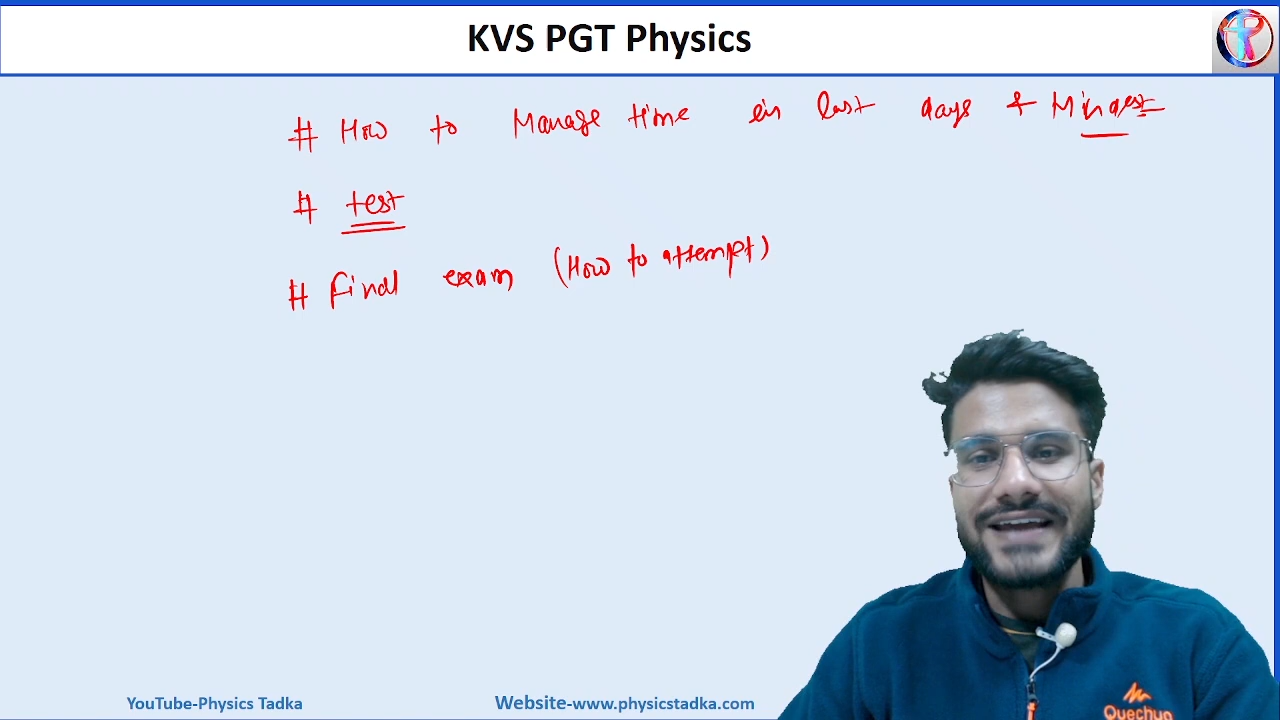 KVS PGT Physics
# How to Manage time in last days & Mindset
# test
# Final exam (How to attempt)
Quechua
YouTube-Physics Tadka
Website-www.physicstadka.com